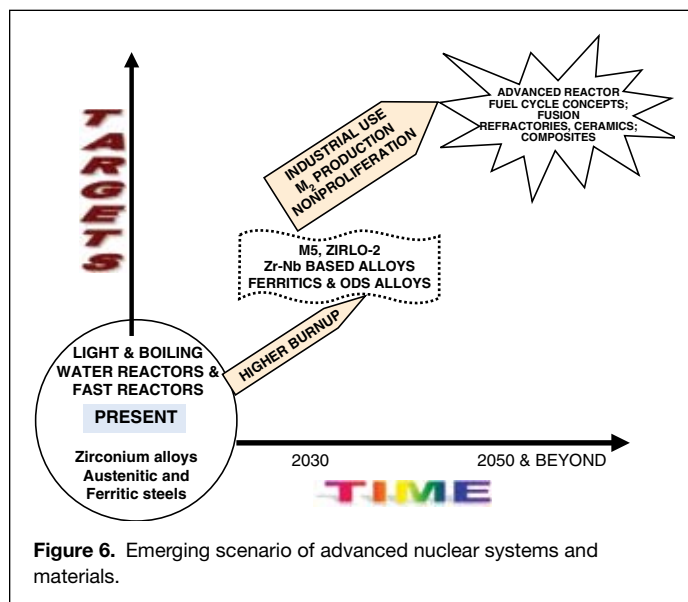 ADVANCED REACTOR
FUEL CYCLE CONCEPTS;
FUSION
REFRACTORIES, CERAMICS;
COMPOSITES
INDUSTRIAL USE
M₂ PRODUCTION
NONPROLIFERATION
TARGETS
M5, ZIRLO-2
Zr-Nb BASED ALLOYS
FERRITICS & ODS ALLOYS
HIGHER BURNUP
LIGHT & BOILING
WATER REACTORS &
FAST REACTORS
PRESENT
Zirconium alloys
Austenitic and
Ferritic steels
2030
2050 & BEYOND
TIME
Figure 6. Emerging scenario of advanced nuclear systems and
materials.